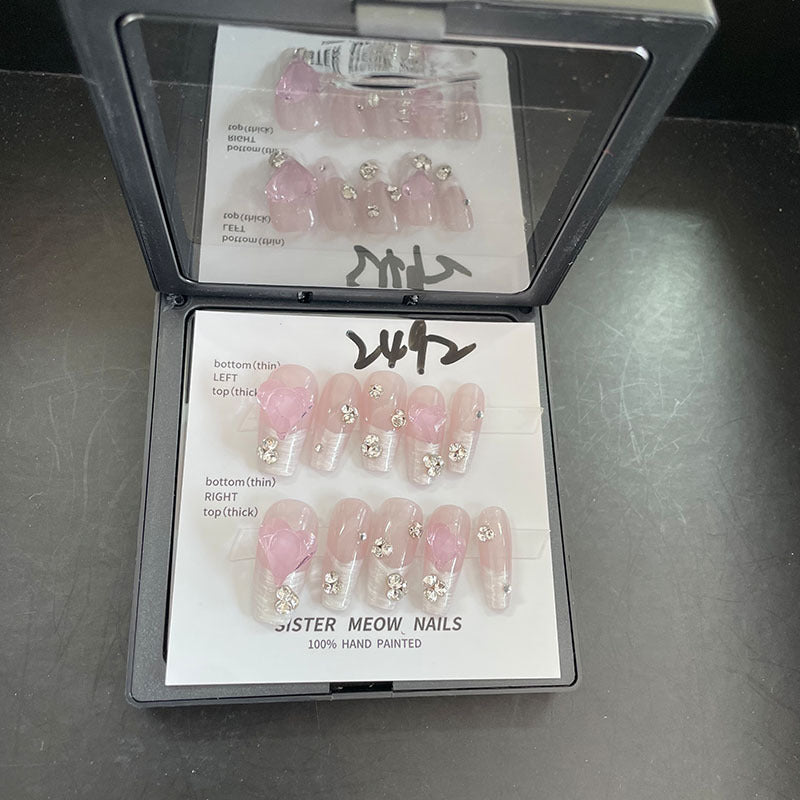 2492
bottom(thin)
LEFT
top(thick)
bottom(thin)
RIGHT
top(thick)
SISTER MEOW NAILS
100% HAND PAINTED